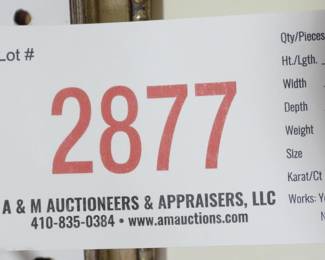 Lot #
2877
A & M AUCTIONEERS & APPRAISERS, LLC
410-835-0384 • www.amauctions.com
Qty/Pieces
Ht./Lgth.
Width
Depth
Weight
Size
Karat/Ct
Works: